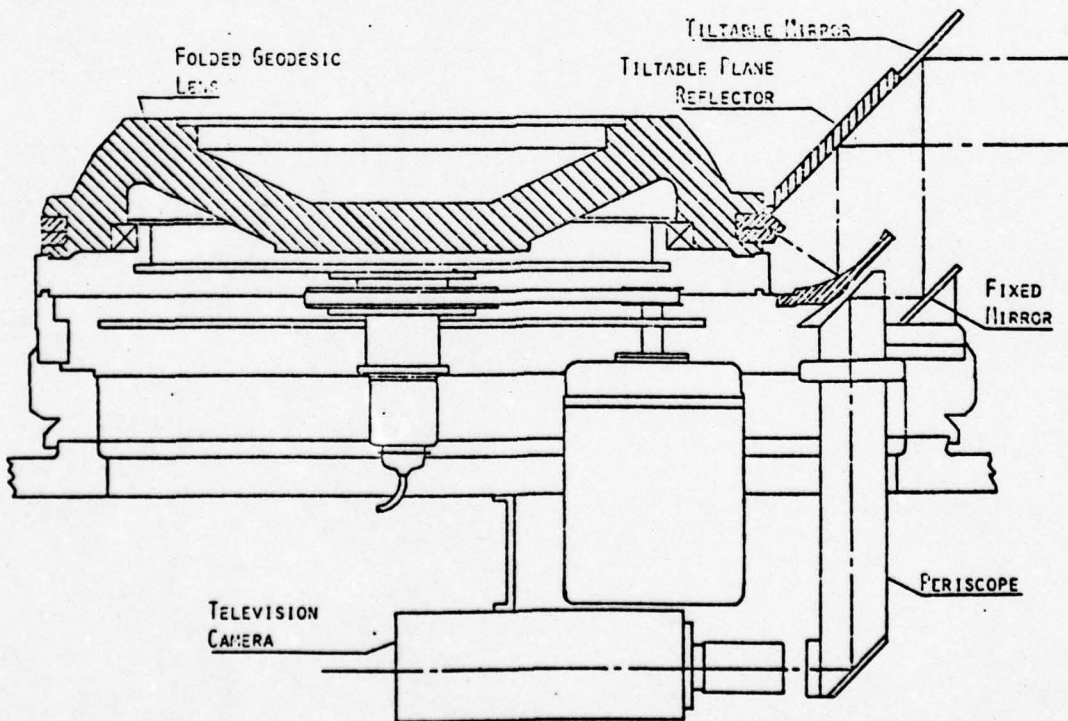 TILTABLE MIRROR
FOLDED GEODESIC
LENS
TILTABLE PLANE
REFLECTOR
FIXED
MIRROR
PERISCOPE
TELEVISION
CAMERA